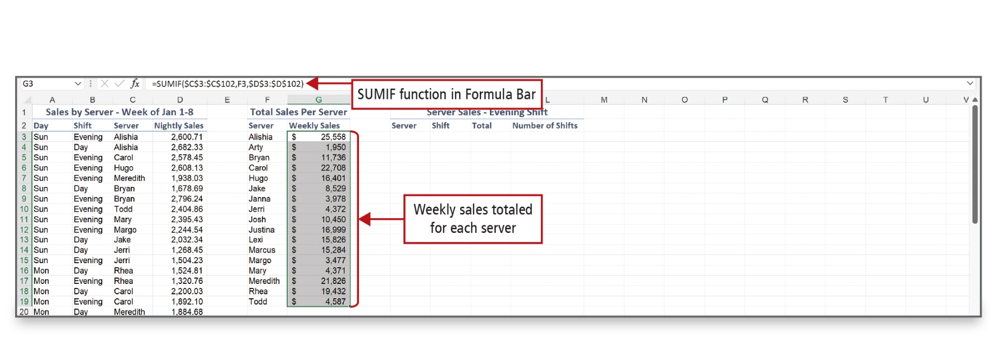 G3 fx =SUMIF($C$3:$C$102,F3,$D$3:$D$102)
SUMIF function in Formula Bar
A B C D E F G L M N O P Q R S T U V
1 Sales by Server - Week of Jan 1-8 Total Sales Per Server Server Sales - Evening Shift
2 Day Shift Server Nightly Sales Server Weekly Sales Server Shift Total Number of Shifts
3 Sun Evening Alishia 2,600.71 Alishia $ 25,558
4 Sun Day Alishia 2,682.33 Arty $ 1,950
5 Sun Evening Carol 2,578.45 Bryan $ 11,736
6 Sun Evening Hugo 2,608.13 Carol $ 22,708
7 Sun Evening Meredith 1,938.03 Hugo $ 16,401
8 Sun Day Bryan 1,678.69 Jake $ 8,529
9 Sun Evening Bryan 2,796.24 Janna $ 3,978
10 Sun Evening Todd 2,404.86 Jerri $ 4,372
11 Sun Evening Mary 2,395.43 Josh $ 10,450
12 Sun Evening Margo 2,244.54 Justina $ 16,999
13 Sun Day Jake 2,032.34 Lexi $ 15,826
14 Sun Day Jerri 1,268.45 Marcus $ 15,284
15 Sun Evening Jerri 1,504.23 Margo $ 3,477
16 Mon Day Rhea 1,524.81 Mary $ 4,371
17 Mon Evening Rhea 1,320.76 Meredith $ 21,826
18 Mon Day Carol 2,200.03 Rhea $ 19,432
19 Mon Evening Carol 1,892.10 Todd $ 4,587
20 Mon Day Meredith 1,884.68
Weekly sales totaled
for each server